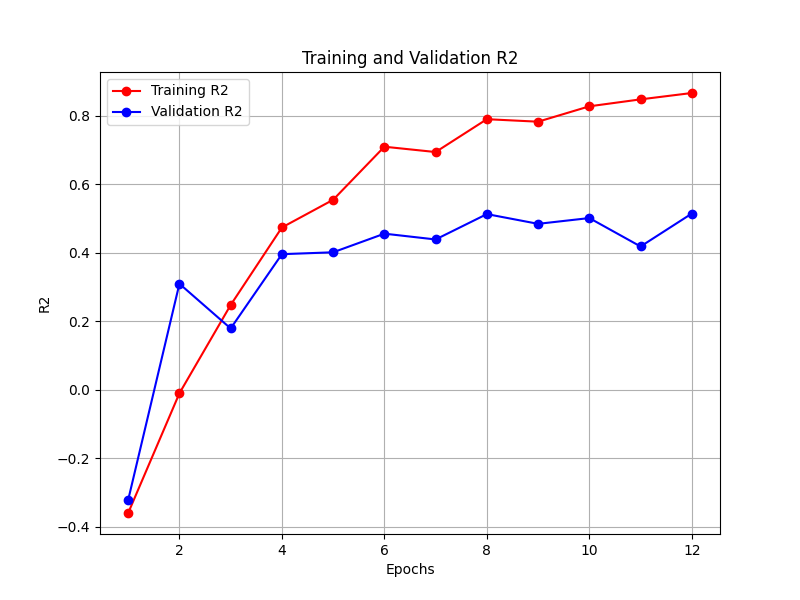 Training and Validation R2
Training R2
Validation R2
R2
0.8
0.6
0.4
0.2
0.0
−0.2
−0.4
2 4 6 8 10 12
Epochs